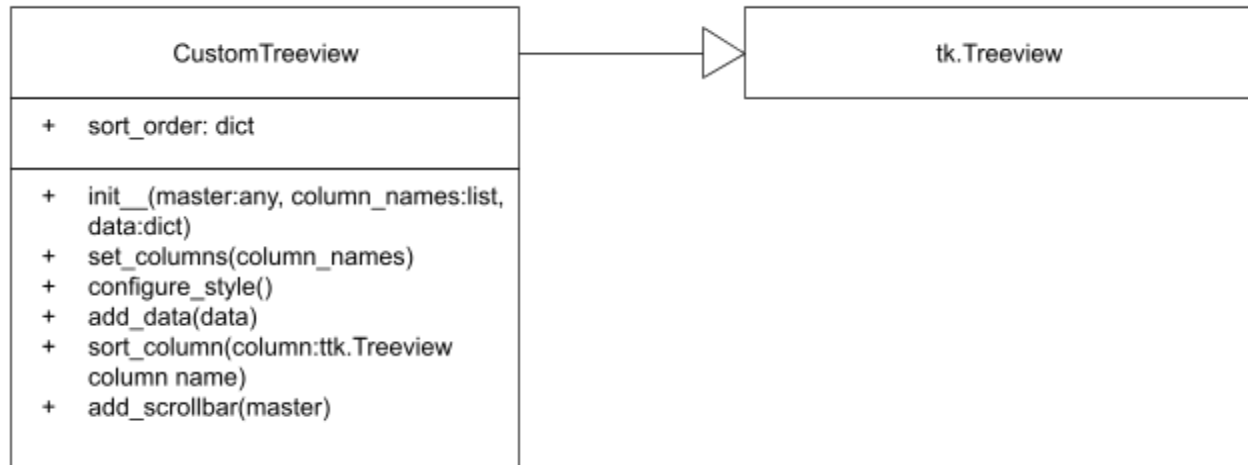 CustomTreeview
tk.Treeview
+ sort_order: dict
+ init__(master:any, column_names:list,
data:dict)
+ set_columns(column_names)
+ configure_style()
+ add_data(data)
+ sort_column(column:ttk.Treeview
column name)
+ add_scrollbar(master)